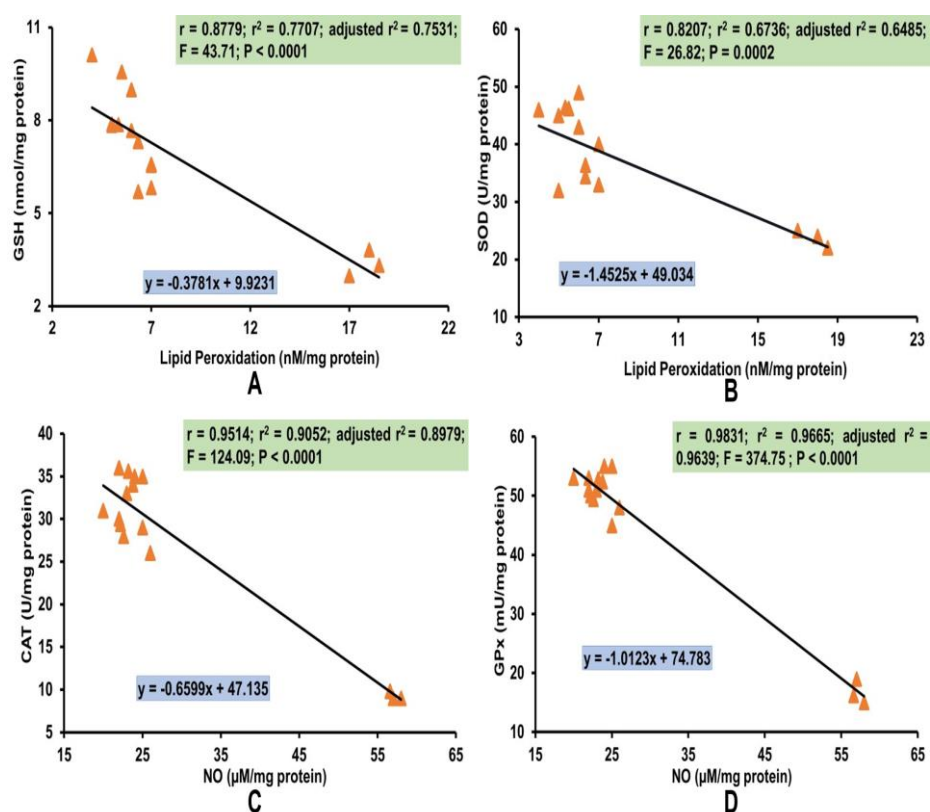 r = 0.8779; r² = 0.7707; adjusted r² = 0.7531;
F = 43.71; P < 0.0001
11
8
5
2
GSH (nmol/mg protein)
y = -0.3781x + 9.9231
2 7 12 17 22
Lipid Peroxidation (nM/mg protein)
A
r = 0.8207; r² = 0.6736; adjusted r² = 0.6485;
F = 26.82; P = 0.0002
60
50
40
30
20
10
SOD (U/mg protein)
y = -1.4525x + 49.034
3 7 11 15 19 23
Lipid Peroxidation (nM/mg protein)
B
r = 0.9514; r² = 0.9052; adjusted r² = 0.8979;
F = 124.09; P < 0.0001
40
35
30
25
20
15
10
5
CAT (U/mg protein)
y = -0.6599x + 47.135
15 25 35 45 55 65
NO (µM/mg protein)
C
r = 0.9831; r² = 0.9665; adjusted r² =
0.9639; F = 374.75 ; P < 0.0001
60
50
40
30
20
10
GPx (mU/mg protein)
y = -1.0123x + 74.783
15 25 35 45 55 65
NO (µM/mg protein)
D